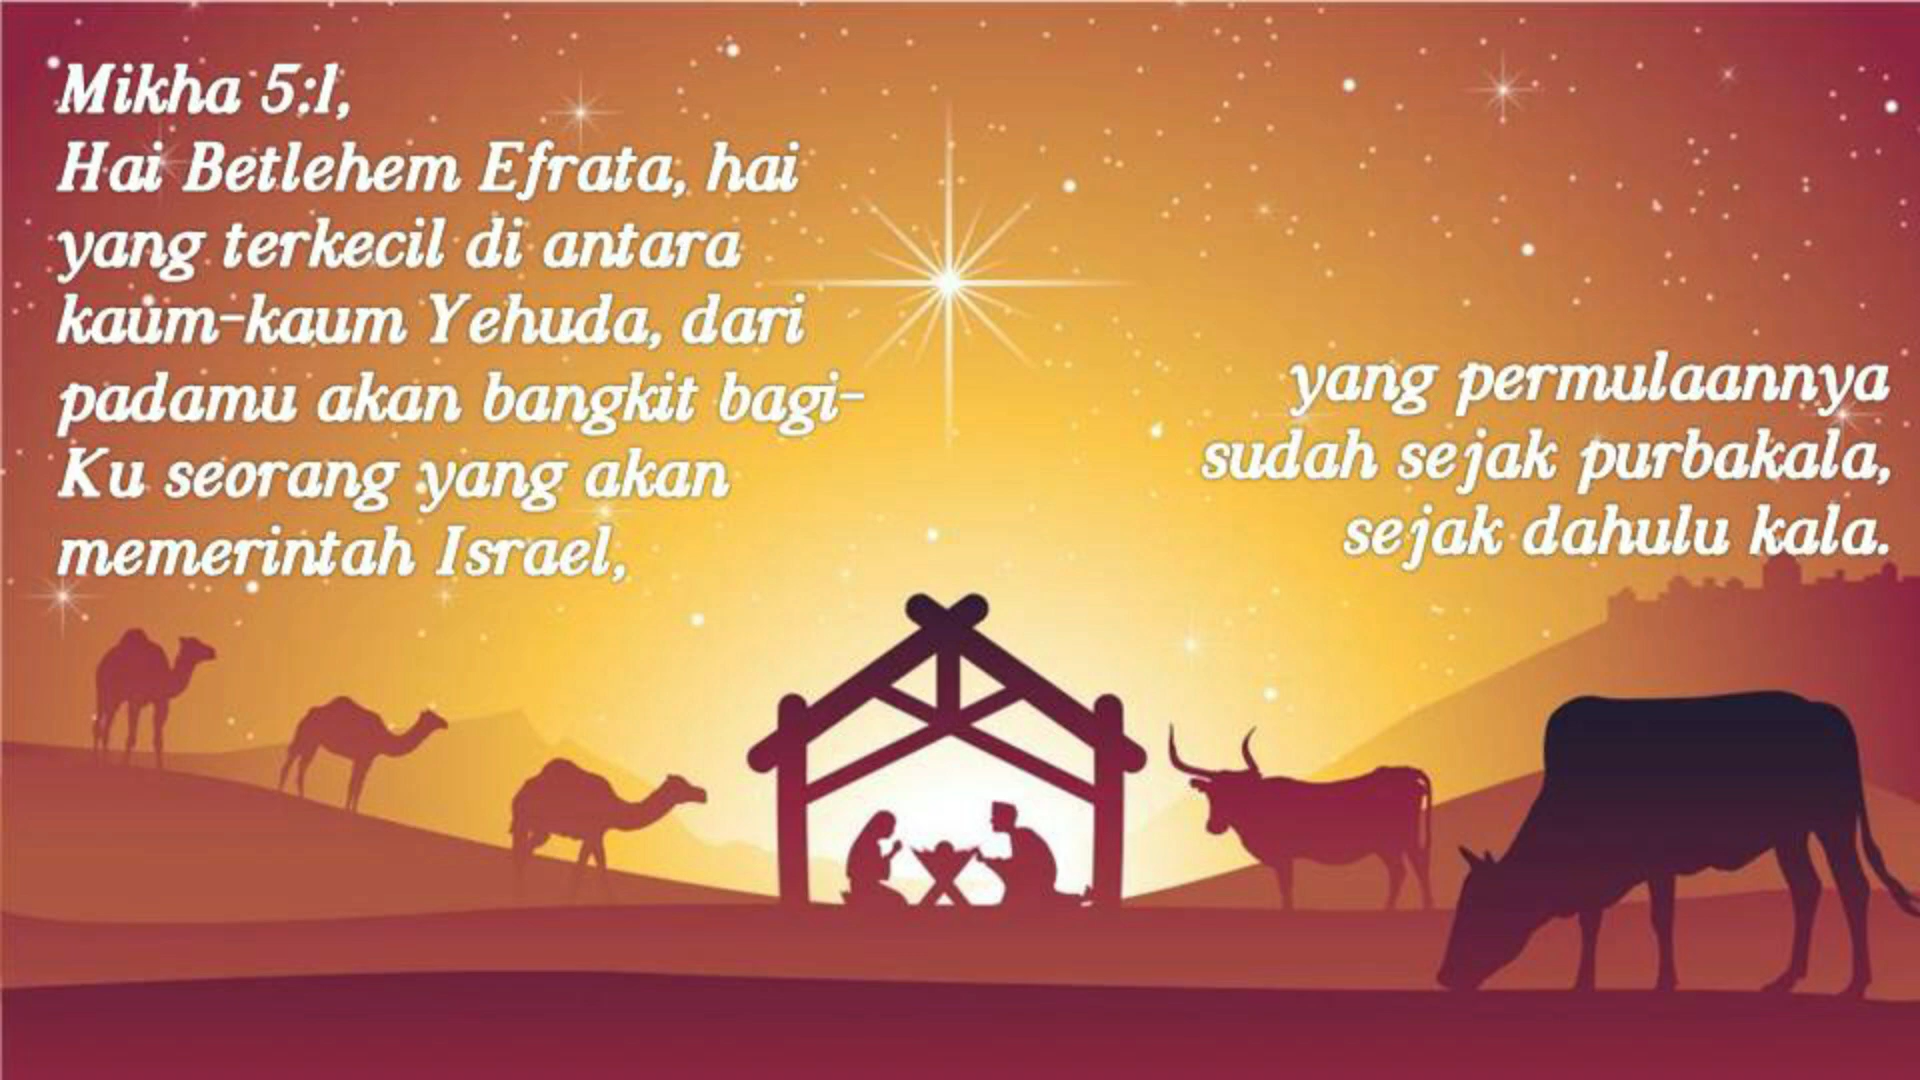 Mikha 5:1,
Hai Betlehem Efrata, hai
yang terkecil di antara
kaum-kaum Yehuda, dari
padamu akan bangkit bagi-
Ku seorang yang akan
memerintah Israel,
yang permulaannya
sudah sejak purbakala,
sejak dahulu kala.